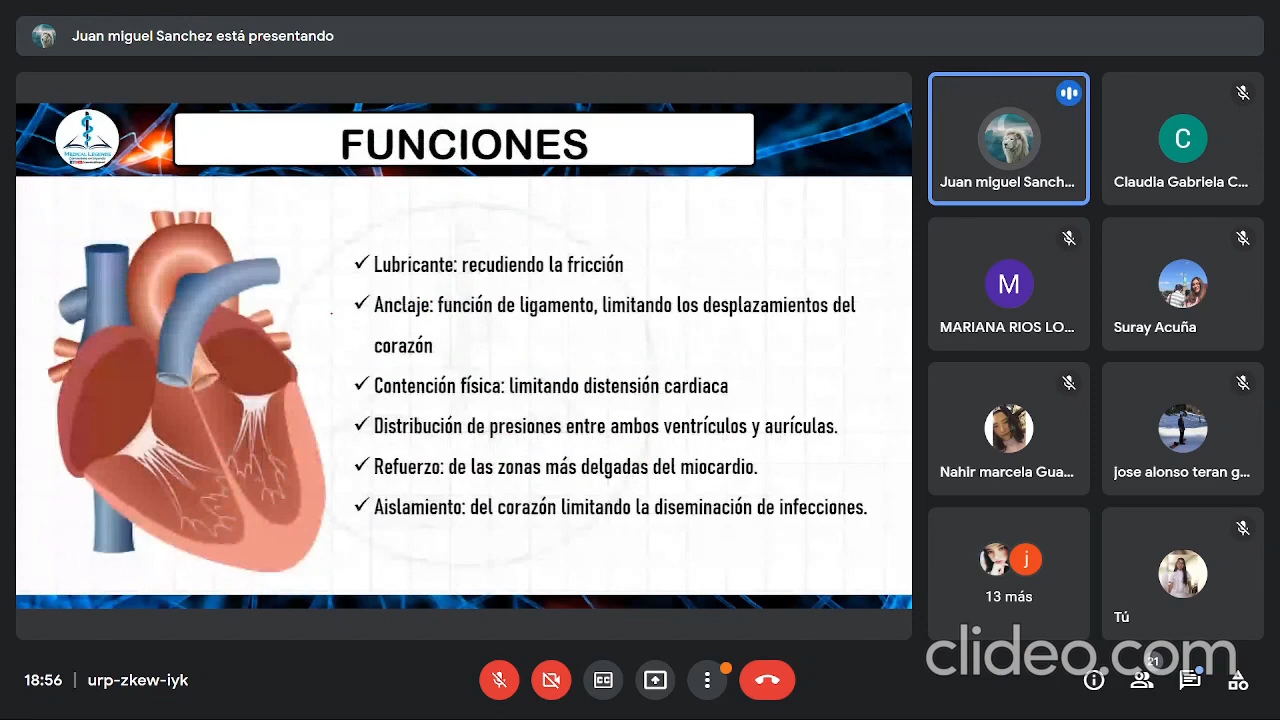 Juan miguel Sanchez está presentando
MEDICAL LEGENDS
FUNCIONES
✓ Lubricante: recudiendo la fricción
✓ Anclaje: función de ligamento, limitando los desplazamientos del
corazón
✓ Contención física: limitando distensión cardiaca
✓ Distribución de presiones entre ambos ventrículos y aurículas.
✓ Refuerzo: de las zonas más delgadas del miocardio.
✓ Aislamiento: del corazón limitando la diseminación de infecciones.
Juan miguel Sanch...
C
Claudia Gabriela C...
M
MARIANA RIOS LO...
Suray Acuña
Nahir marcela Gua...
jose alonso teran g...
j
13 más
Tú
clideo.com
18:56 | urp-zkew-iyk
21